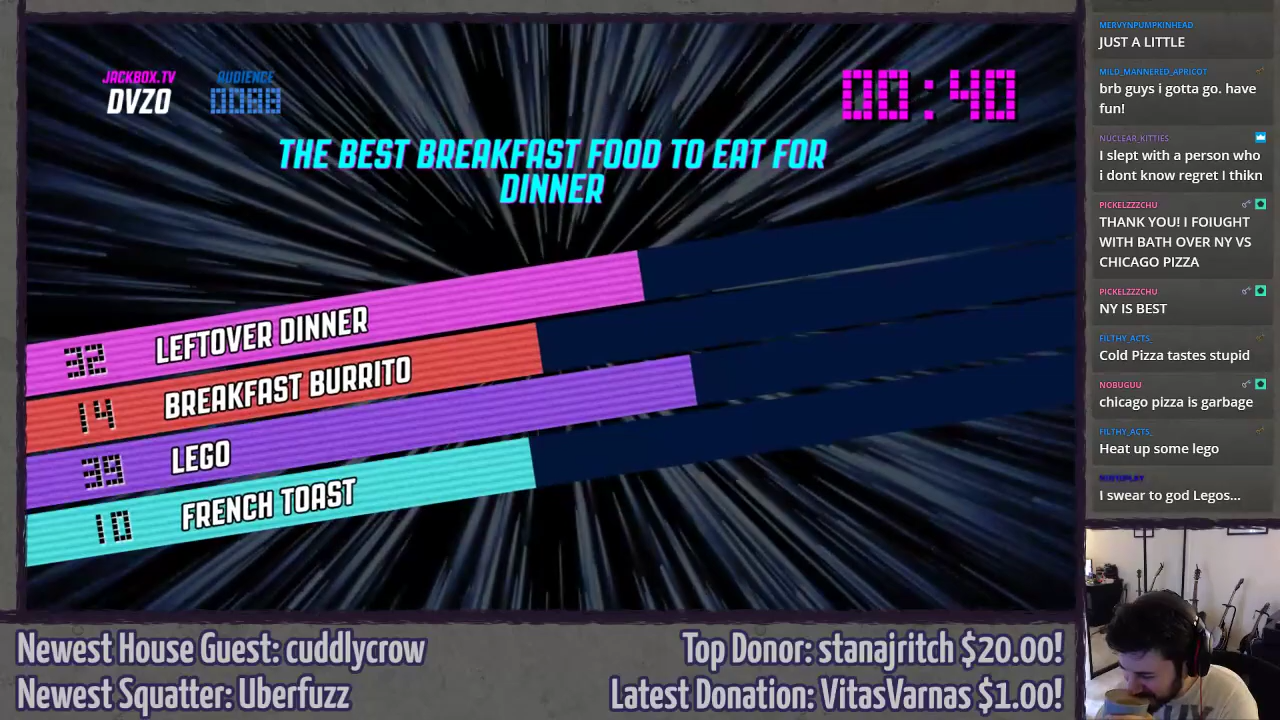 JACKBOX.TV
DVZO
AUDIENCE
00:40
THE BEST BREAKFAST FOOD TO EAT FOR
DINNER
32 LEFTOVER DINNER
14 BREAKFAST BURRITO
39 LEGO
10 FRENCH TOAST
MERVYNPUMPKINHEAD
JUST A LITTLE
MILD_MANNERED_APRICOT
brb guys i gotta go. have
fun!
NUCLEAR_KITTIES
I slept with a person who
i dont know regret I thikn
PICKELZZZCHU
THANK YOU! I FOIUGHT
WITH BATH OVER NY VS
CHICAGO PIZZA
PICKELZZZCHU
NY IS BEST
FILTHY_ACTS_
Cold Pizza tastes stupid
NOBUGUU
chicago pizza is garbage
FILTHY_ACTS_
Heat up some lego
I swear to god Legos...
Newest House Guest: cuddlycrow
Newest Squatter: Uberfuzz
Top Donor: stanajritch $20.00!
Latest Donation: VitasVarnas $1.00!